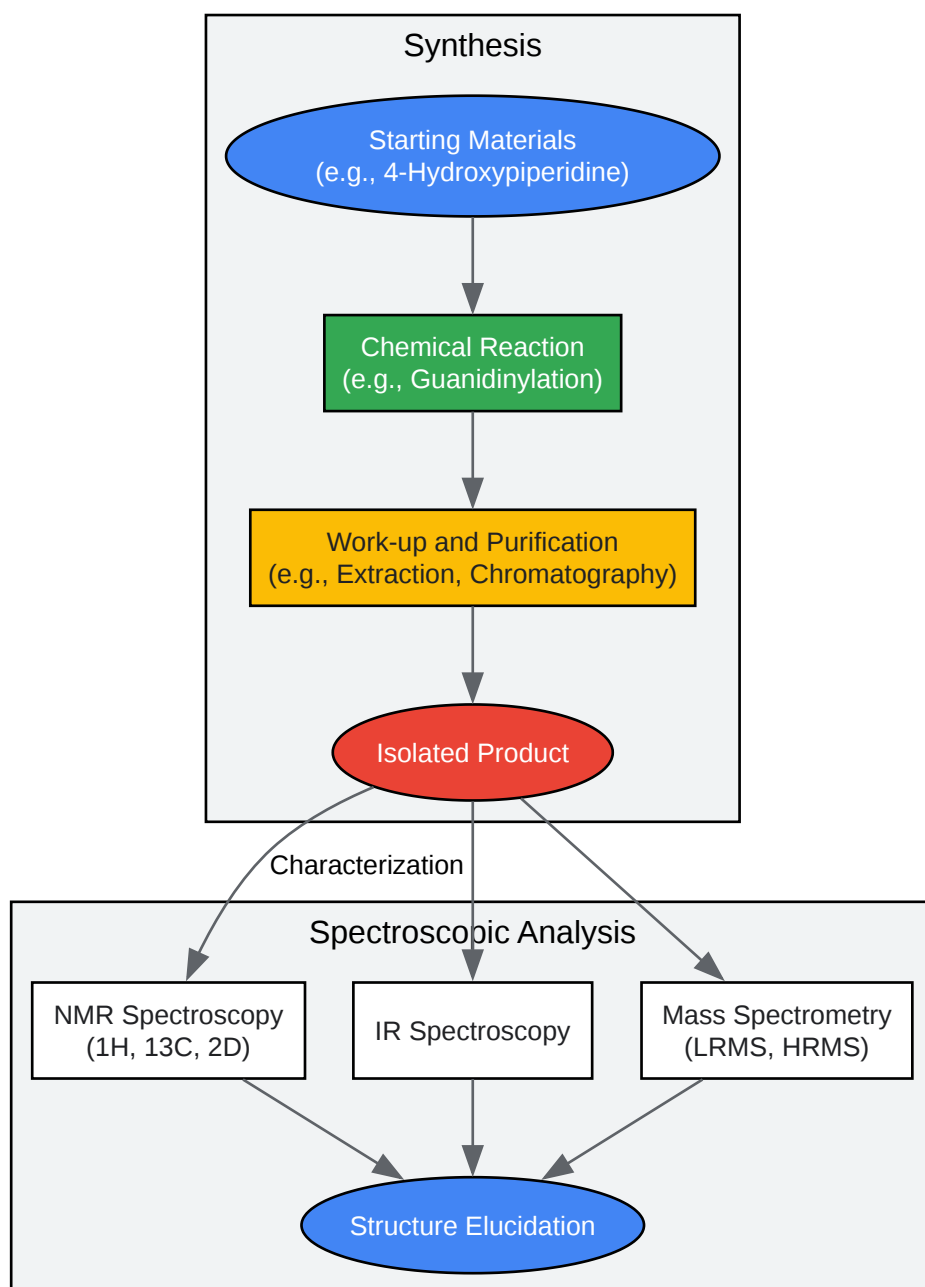 Synthesis
Starting Materials
(e.g., 4-Hydroxypiperidine)
Chemical Reaction
(e.g., Guanidinylation)
Work-up and Purification
(e.g., Extraction, Chromatography)
Isolated Product
Characterization
Spectroscopic Analysis
NMR Spectroscopy
(1H, 13C, 2D)
IR Spectroscopy
Mass Spectrometry
(LRMS, HRMS)
Structure Elucidation